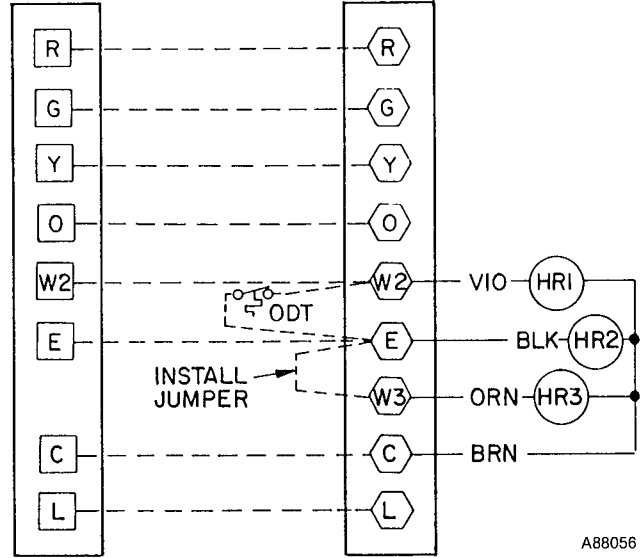 R R
G G
Y Y
O O
W2 W2 VIO HR1
ODT
E E BLK HR2
INSTALL
JUMPER
W3 ORN HR3
C C BRN
L L
A88056